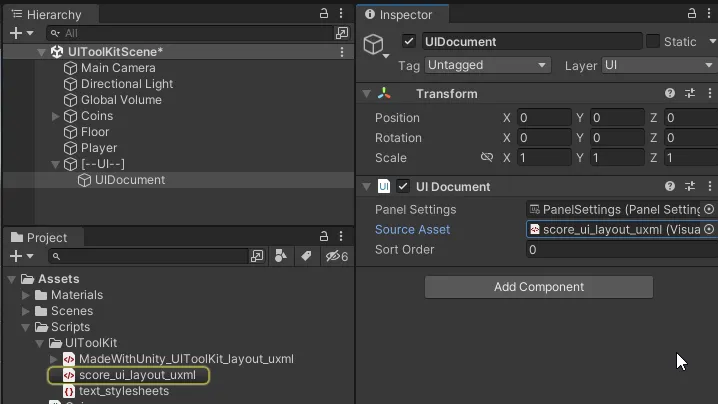 Hierarchy
All
UIToolKitScene*
Main Camera
Directional Light
Global Volume
Coins
Floor
Player
[--UI--]
UIDocument
Project
6
Assets
Materials
Scenes
Scripts
UIToolKit
MadeWithUnity_UIToolKit_layout_uxml
score_ui_layout_uxml
text_stylesheets
Inspector
UIDocument
Static
Tag Untagged Layer UI
Transform
Position X 0 Y 0 Z 0
Rotation X 0 Y 0 Z 0
Scale X 1 Y 1 Z 1
UI UI Document
Panel Settings PanelSettings (Panel Setting
Source Asset score_ui_layout_uxml (Visua
Sort Order 0
Add Component